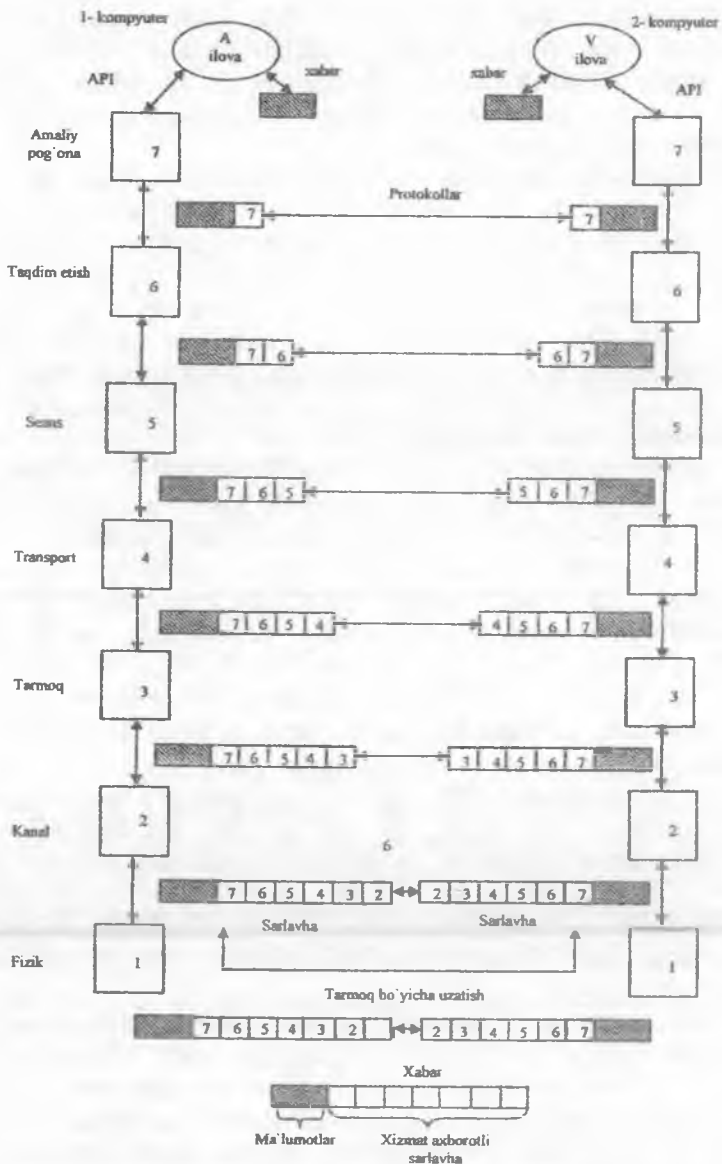 1- kompyuter
2- kompyuter
A
ilova
V
ilova
API
xabar
xabar
API
Amaliy
pog`ona
7
7
Protokollar
7
7
Taqdim etish
6
6
7 6
6 7
Seans
5
5
7 6 5
5 6 7
Transport
4
4
7 6 5 4
4 5 6 7
Tarmoq
3
3
7 6 5 4 3
3 4 5 6 7
Kanal
2
2
6
7 6 5 4 3 2
2 3 4 5 6 7
Sarlavha
Sarlavha
Fizik
1
1
Tarmoq bo`yicha uzatish
7 6 5 4 3 2
2 3 4 5 6 7
Xabar
Ma`lumotlar
Xizmat axborotli
sarlavha